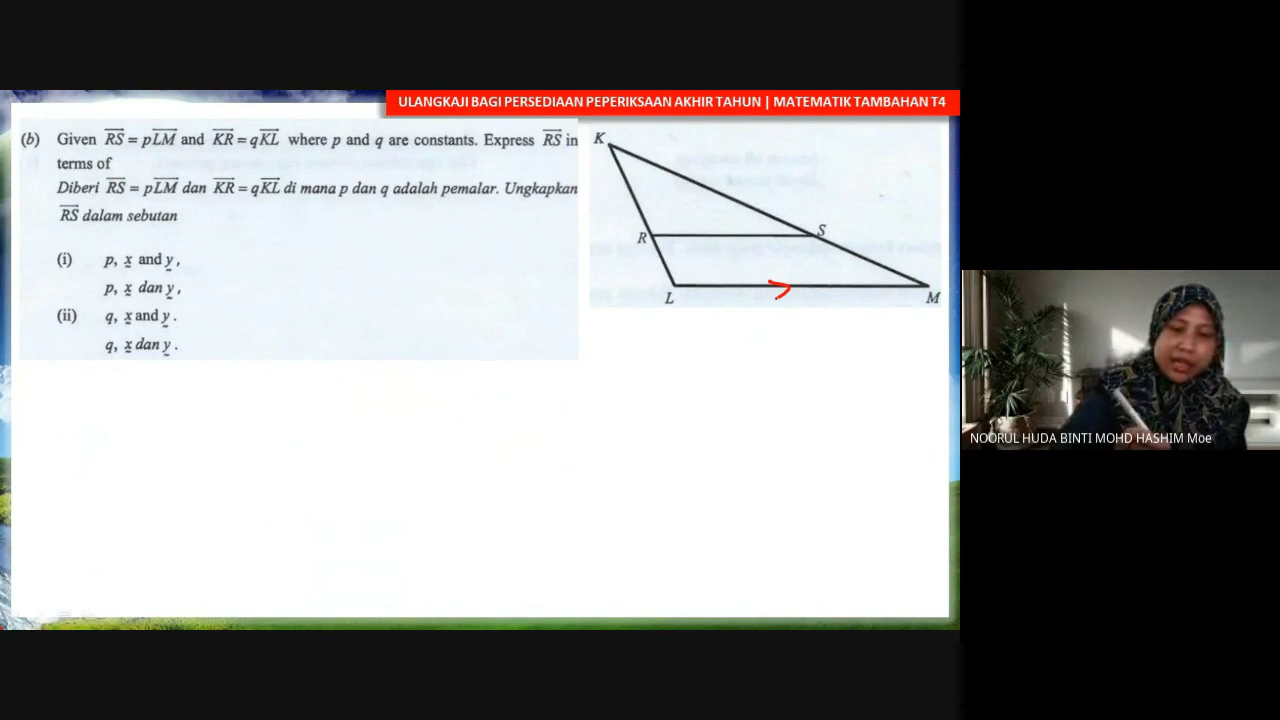 ULANGKAJI BAGI PERSEDIAAN PEPERIKSAAN AKHIR TAHUN | MATEMATIK TAMBAHAN T4
(b) Given RS = pLM and KR = qKL where p and q are constants. Express RS in
terms of
Diberi RS = pLM dan KR = qKL di mana p dan q adalah pemalar. Ungkapkan
RS dalam sebutan
(i) p, x and y,
p, x dan y,
(ii) q, x and y.
q, x dan y.
K
R
S
L
M
NOORUL HUDA BINTI MOHD HASHIM Moe